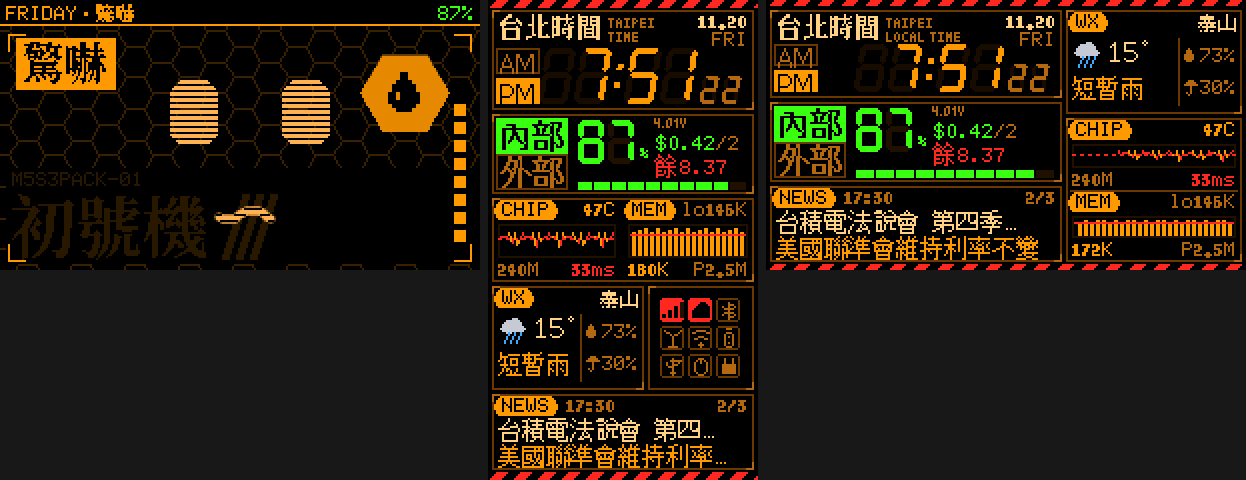 FRIDAY・驚嚇
87%
驚嚇
M5S3PACK-01
初號機
台北時間
TAIPEI
TIME
11.20
FRI
AM
PM
7:51
22
內部
外部
87%
4.01V
$0.42/2
餘8.37
CHIP
47C
240M
33ms
MEM
lo146K
180K
P2.5M
WX
泰山
15°
73%
短暫雨
30%
NEWS
17:30
2/3
台積電法說會 第四…
美國聯準會維持利率…
台北時間
TAIPEI
LOCAL TIME
11.20
FRI
AM
PM
7:51
22
內部
外部
87%
4.01V
$0.42/2
餘8.37
NEWS
17:30
2/3
台積電法說會 第四季…
美國聯準會維持利率不變
WX
泰山
15°
73%
短暫雨
30%
CHIP
47C
240M
33ms
MEM
lo146K
172K
P2.5M